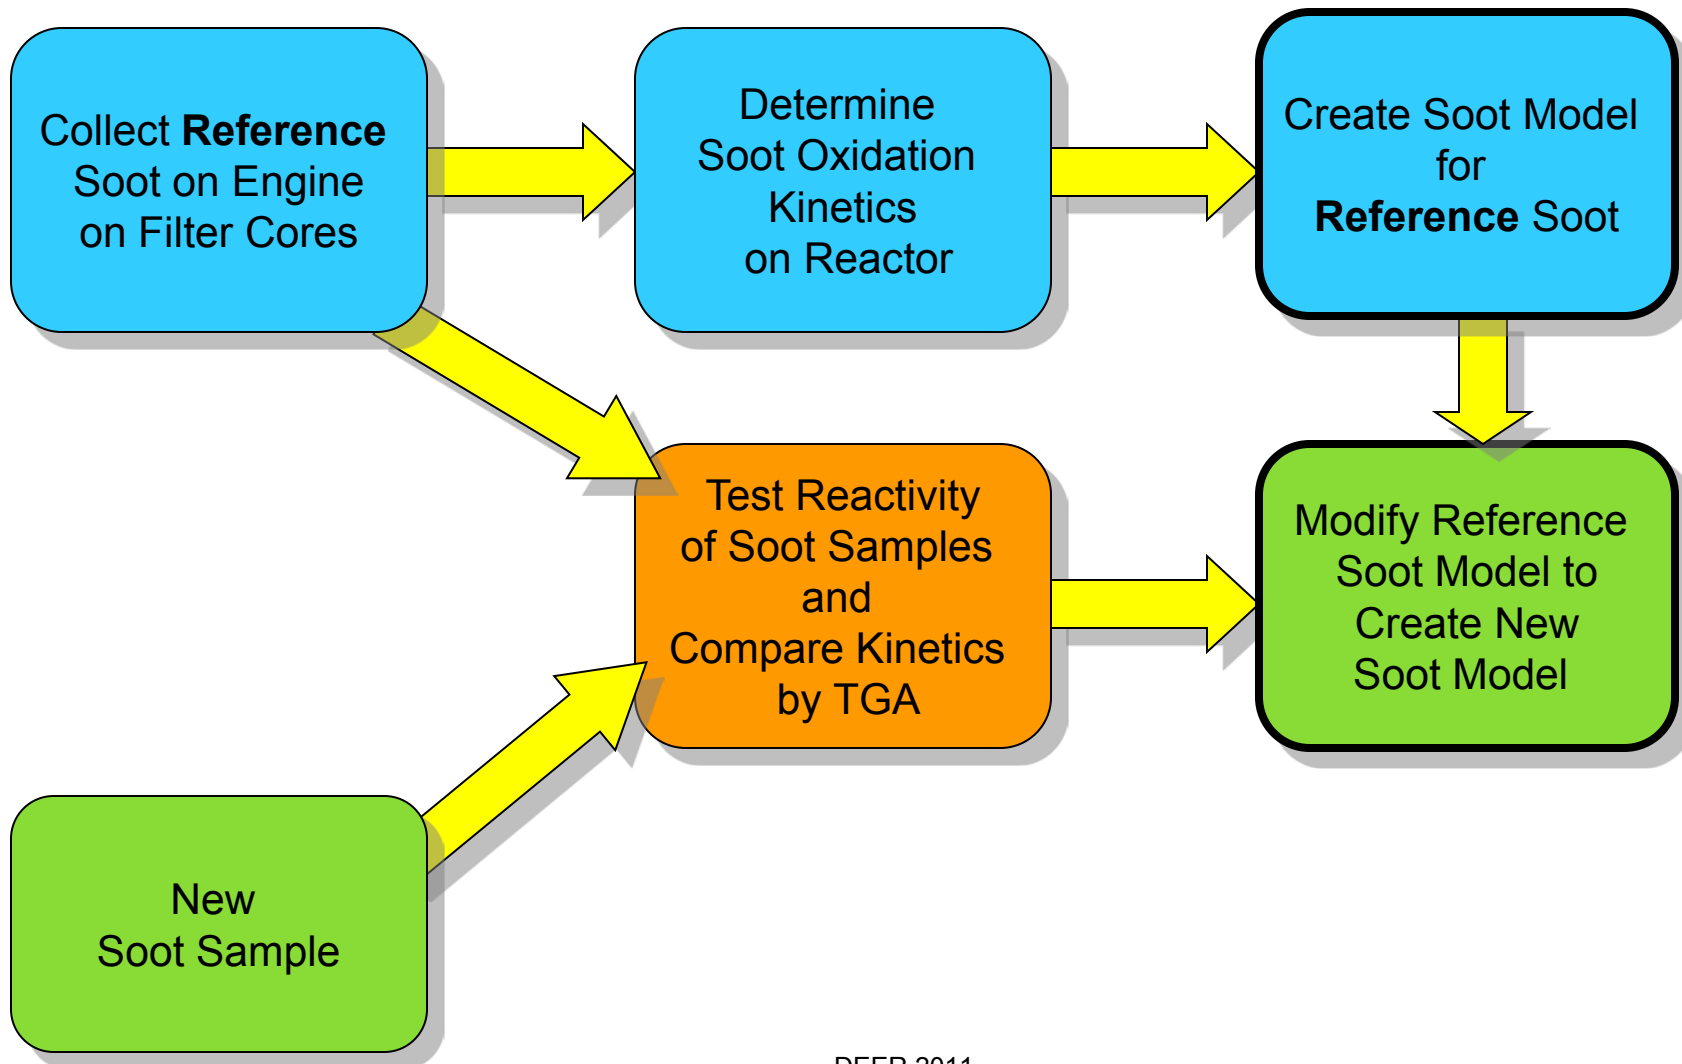 Collect Reference
Soot on Engine
on Filter Cores
Determine
Soot Oxidation
Kinetics
on Reactor
Create Soot Model
for
Reference Soot
Test Reactivity
of Soot Samples
and
Compare Kinetics
by TGA
Modify Reference
Soot Model to
Create New
Soot Model
New
Soot Sample
DEER 2011